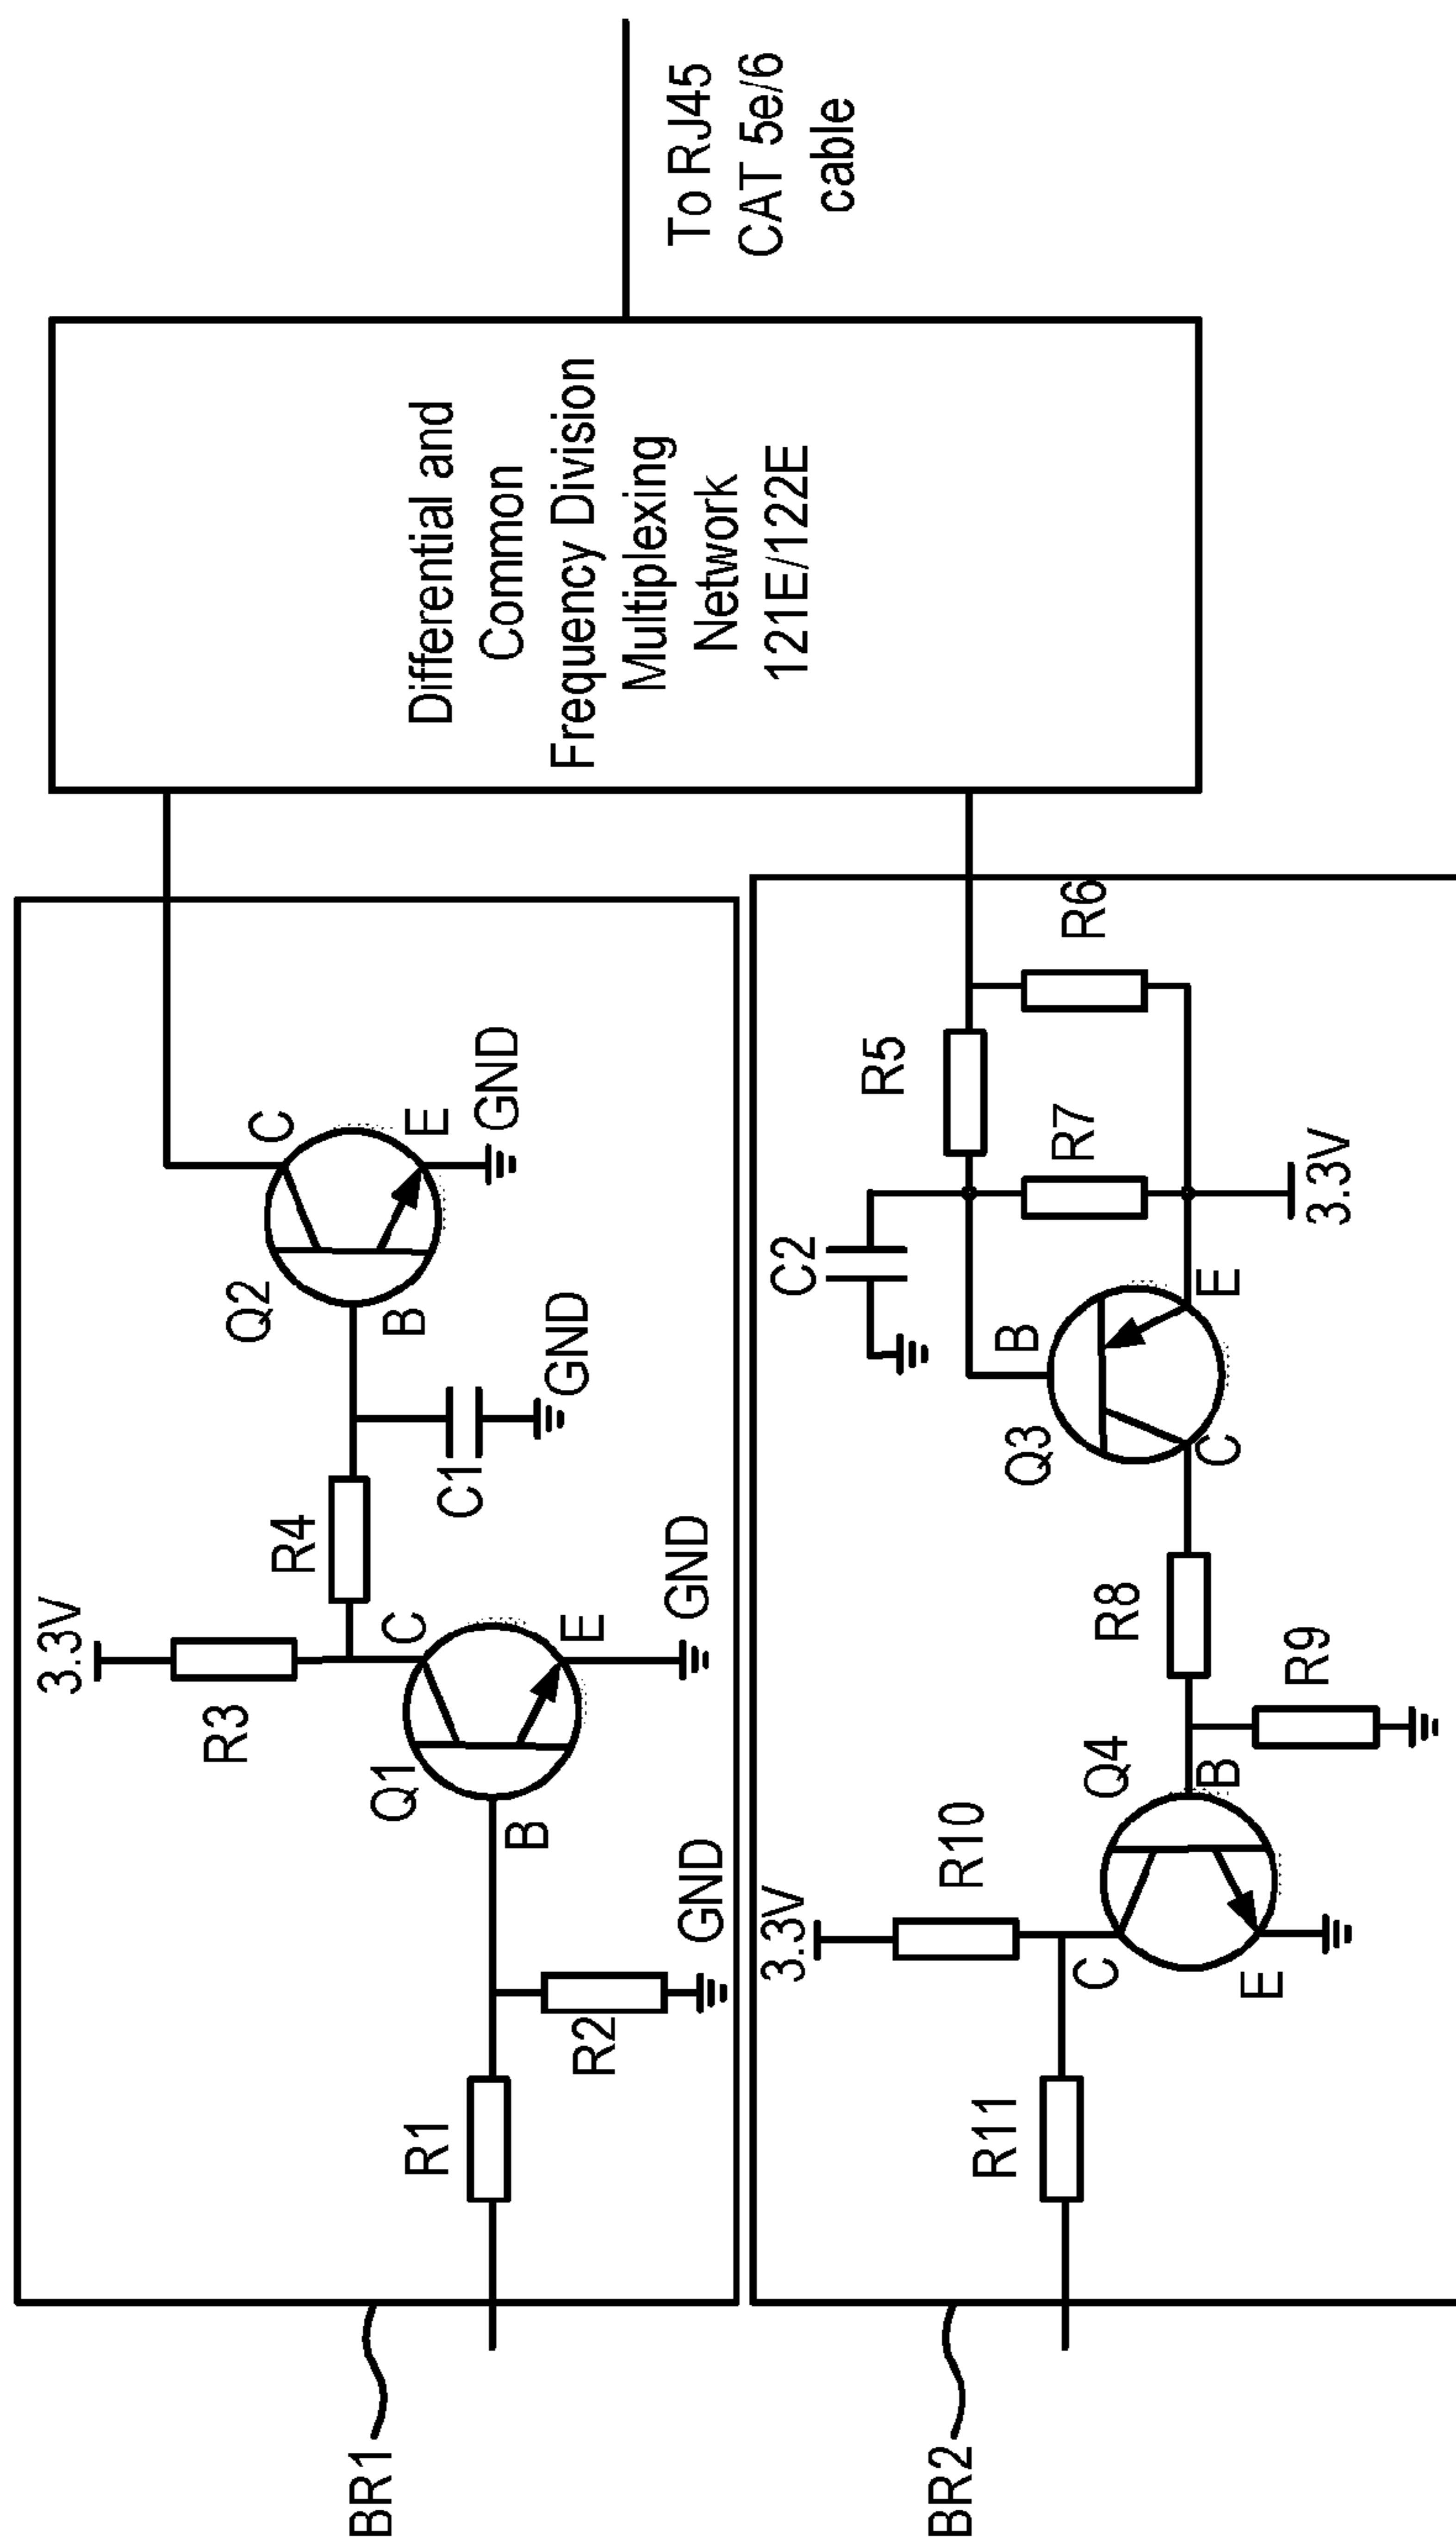 BR1
R1
R2
GND
B
Q1
C
E
GND
3.3V
R3
R4
C1
GND
B
Q2
C
E
GND
BR2
R11
3.3V
R10
C
E
Q4
B
R9
R8
C
Q3
B
E
3.3V
C2
R7
R5
R6
Differential and
Common
Frequency Division
Multiplexing
Network
121E/122E
To RJ45
CAT 5e/6
cable